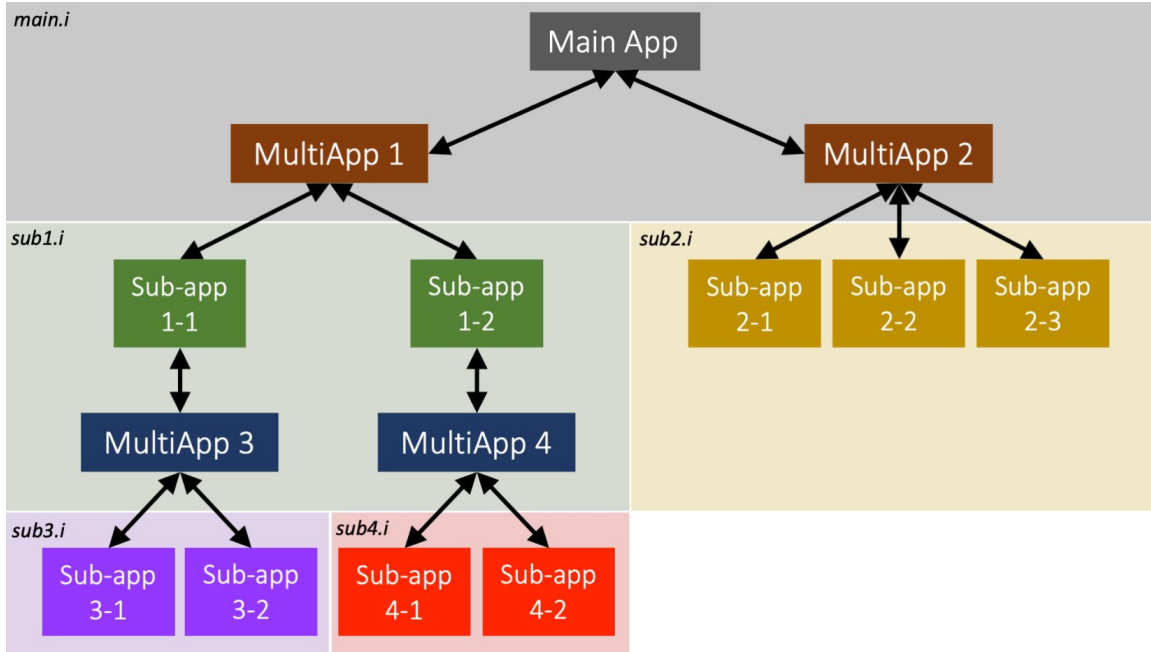 main.i
Main App
MultiApp 1
MultiApp 2
sub1.i
sub2.i
Sub-app
1-1
Sub-app
1-2
Sub-app
2-1
Sub-app
2-2
Sub-app
2-3
MultiApp 3
MultiApp 4
sub3.i
sub4.i
Sub-app
3-1
Sub-app
3-2
Sub-app
4-1
Sub-app
4-2